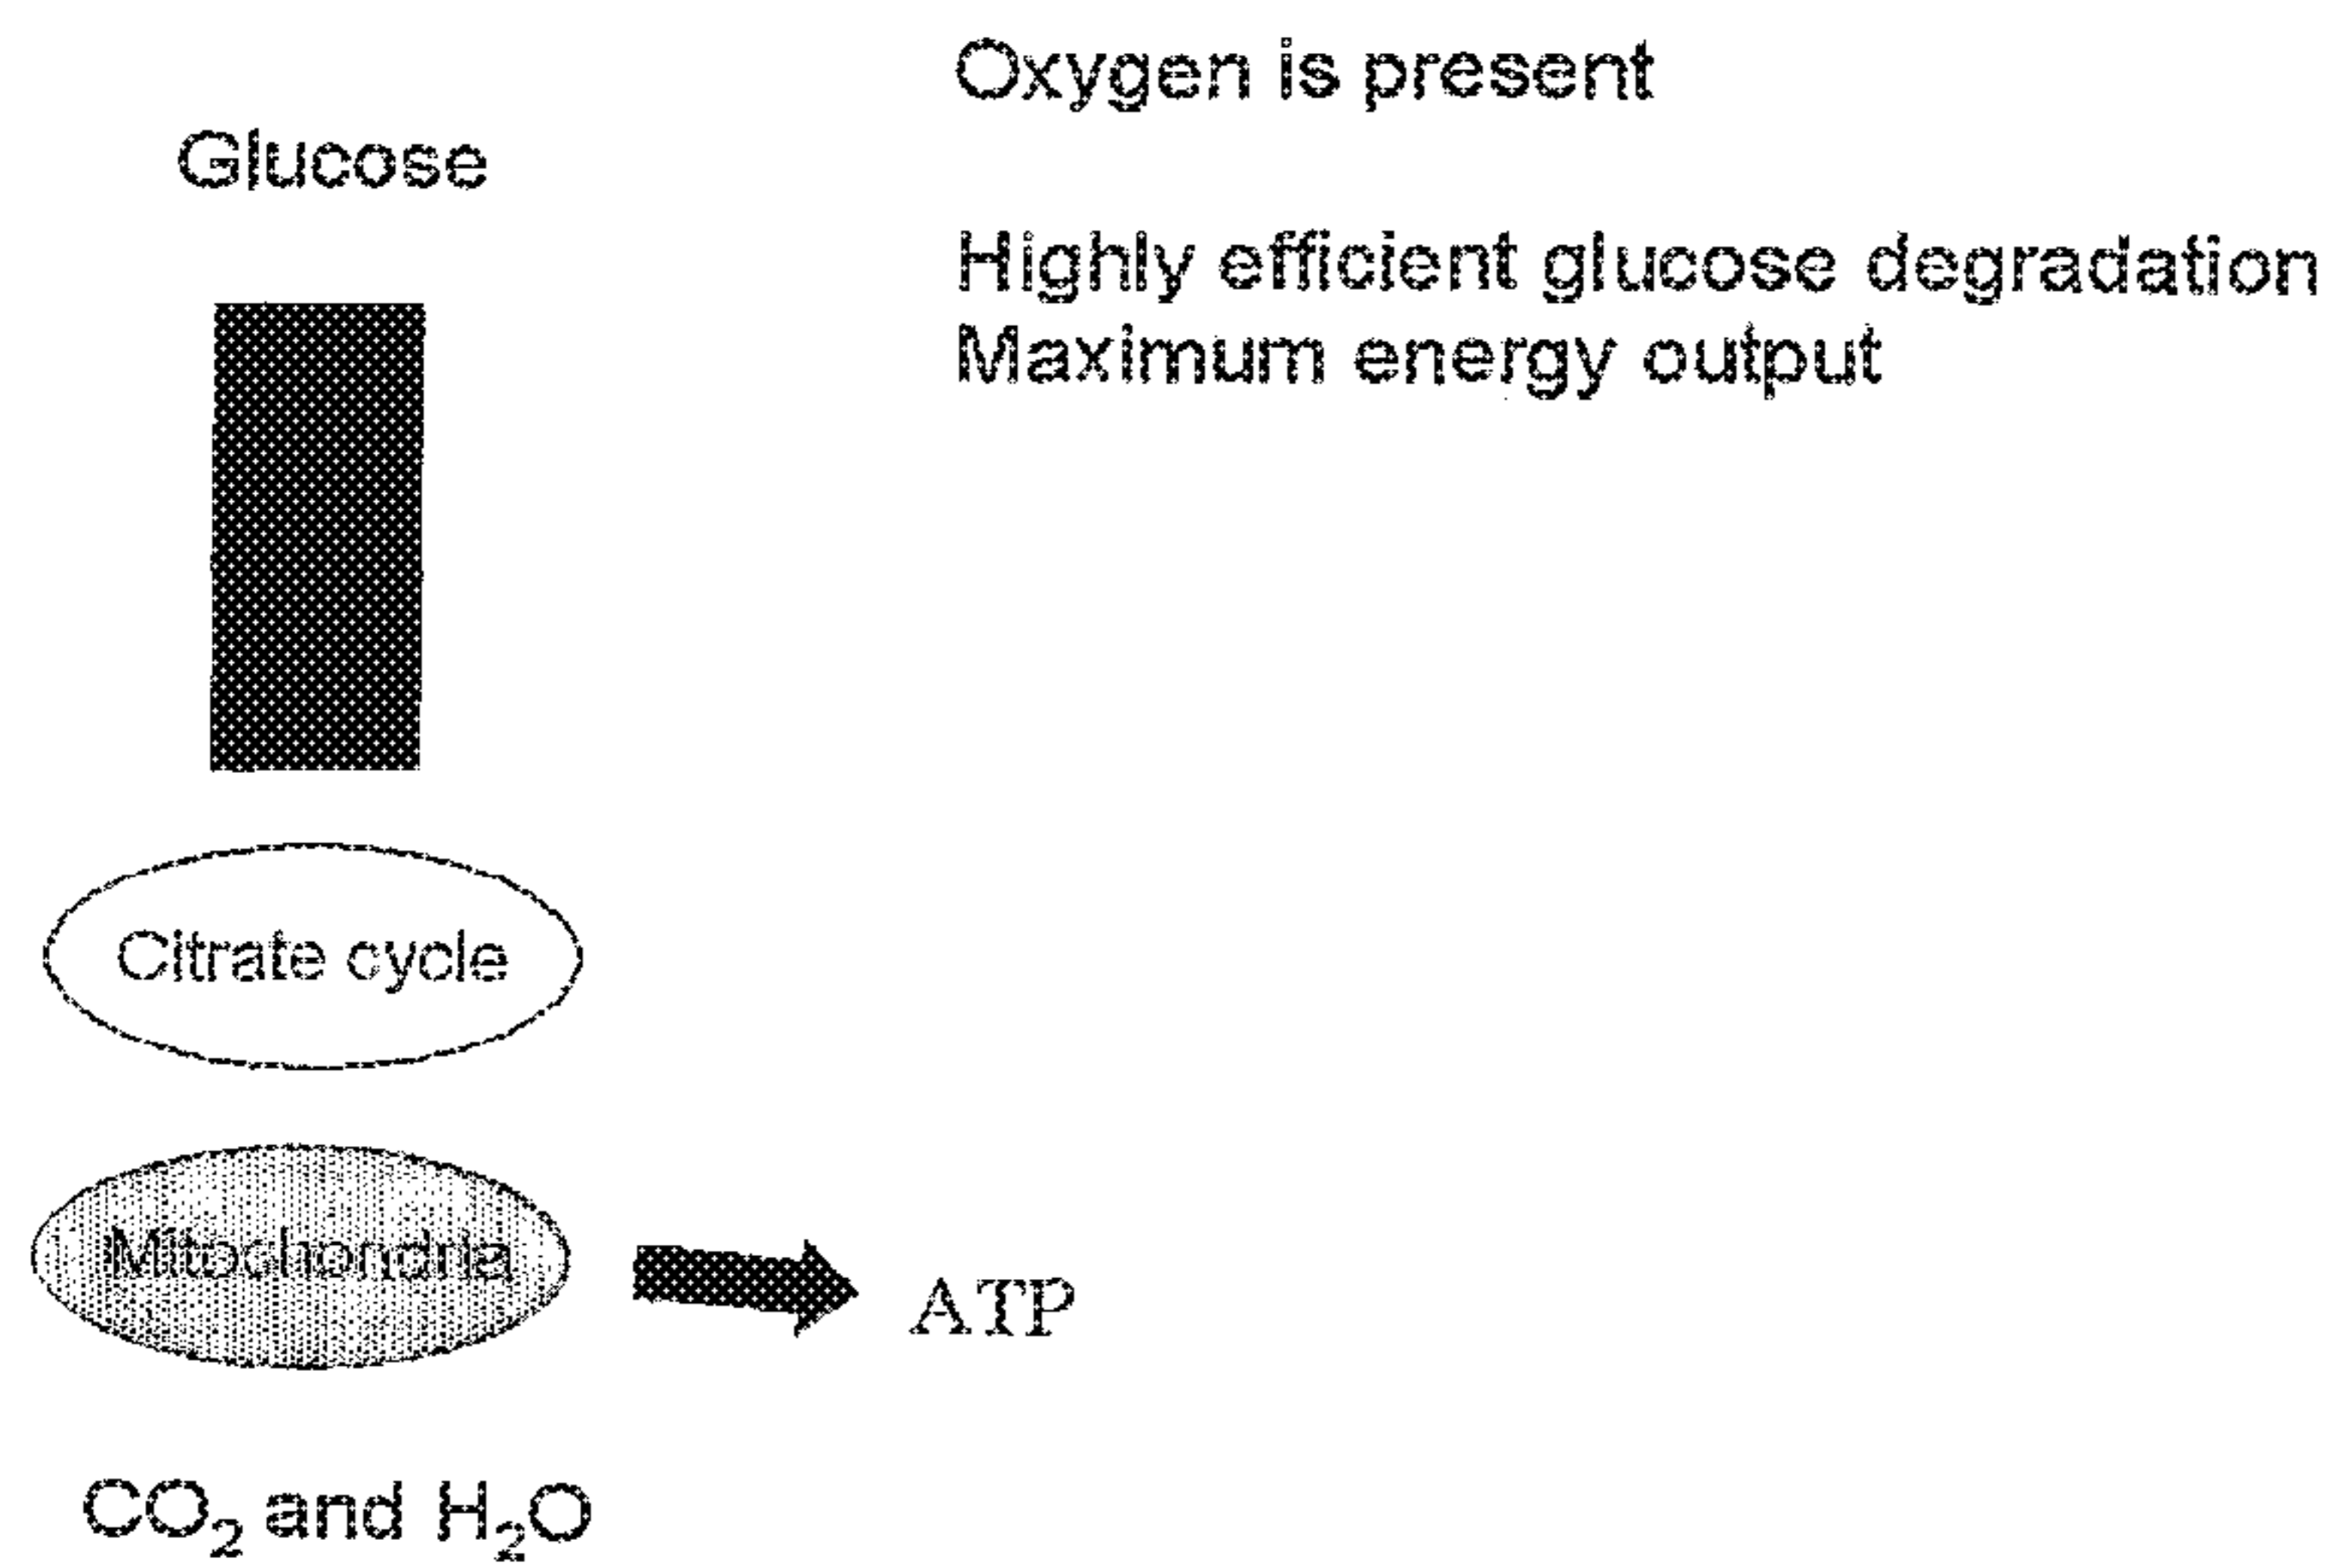 Oxygen is present
Glucose
Highly efficient glucose degradation
Maximum energy output
Citrate cycle
Mitochondria
ATP
CO₂ and H₂O